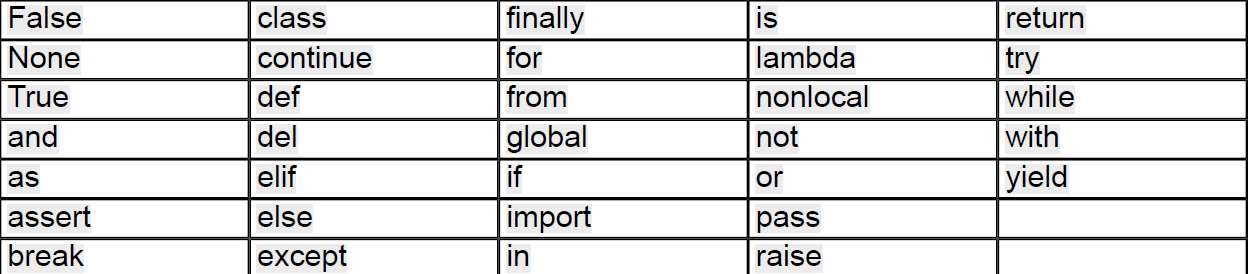 False class finally is return
None continue for lambda try
True def from nonlocal while
and del global not with
as elif if or yield
assert else import pass
break except in raise